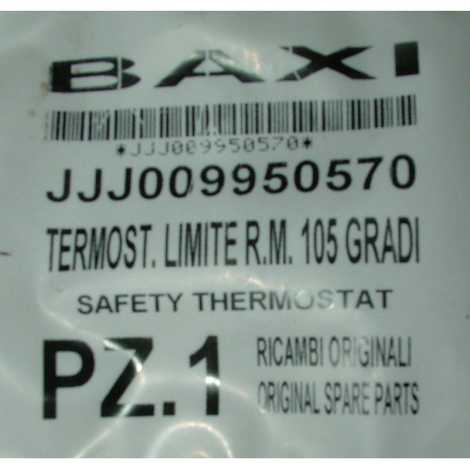 BAXI
*JJJ009950570*
JJJ009950570
TERMOST. LIMITE R.M. 105 GRADI
SAFETY THERMOSTAT
PZ.1
RICAMBI ORIGINALI
ORIGINAL SPARE PARTS